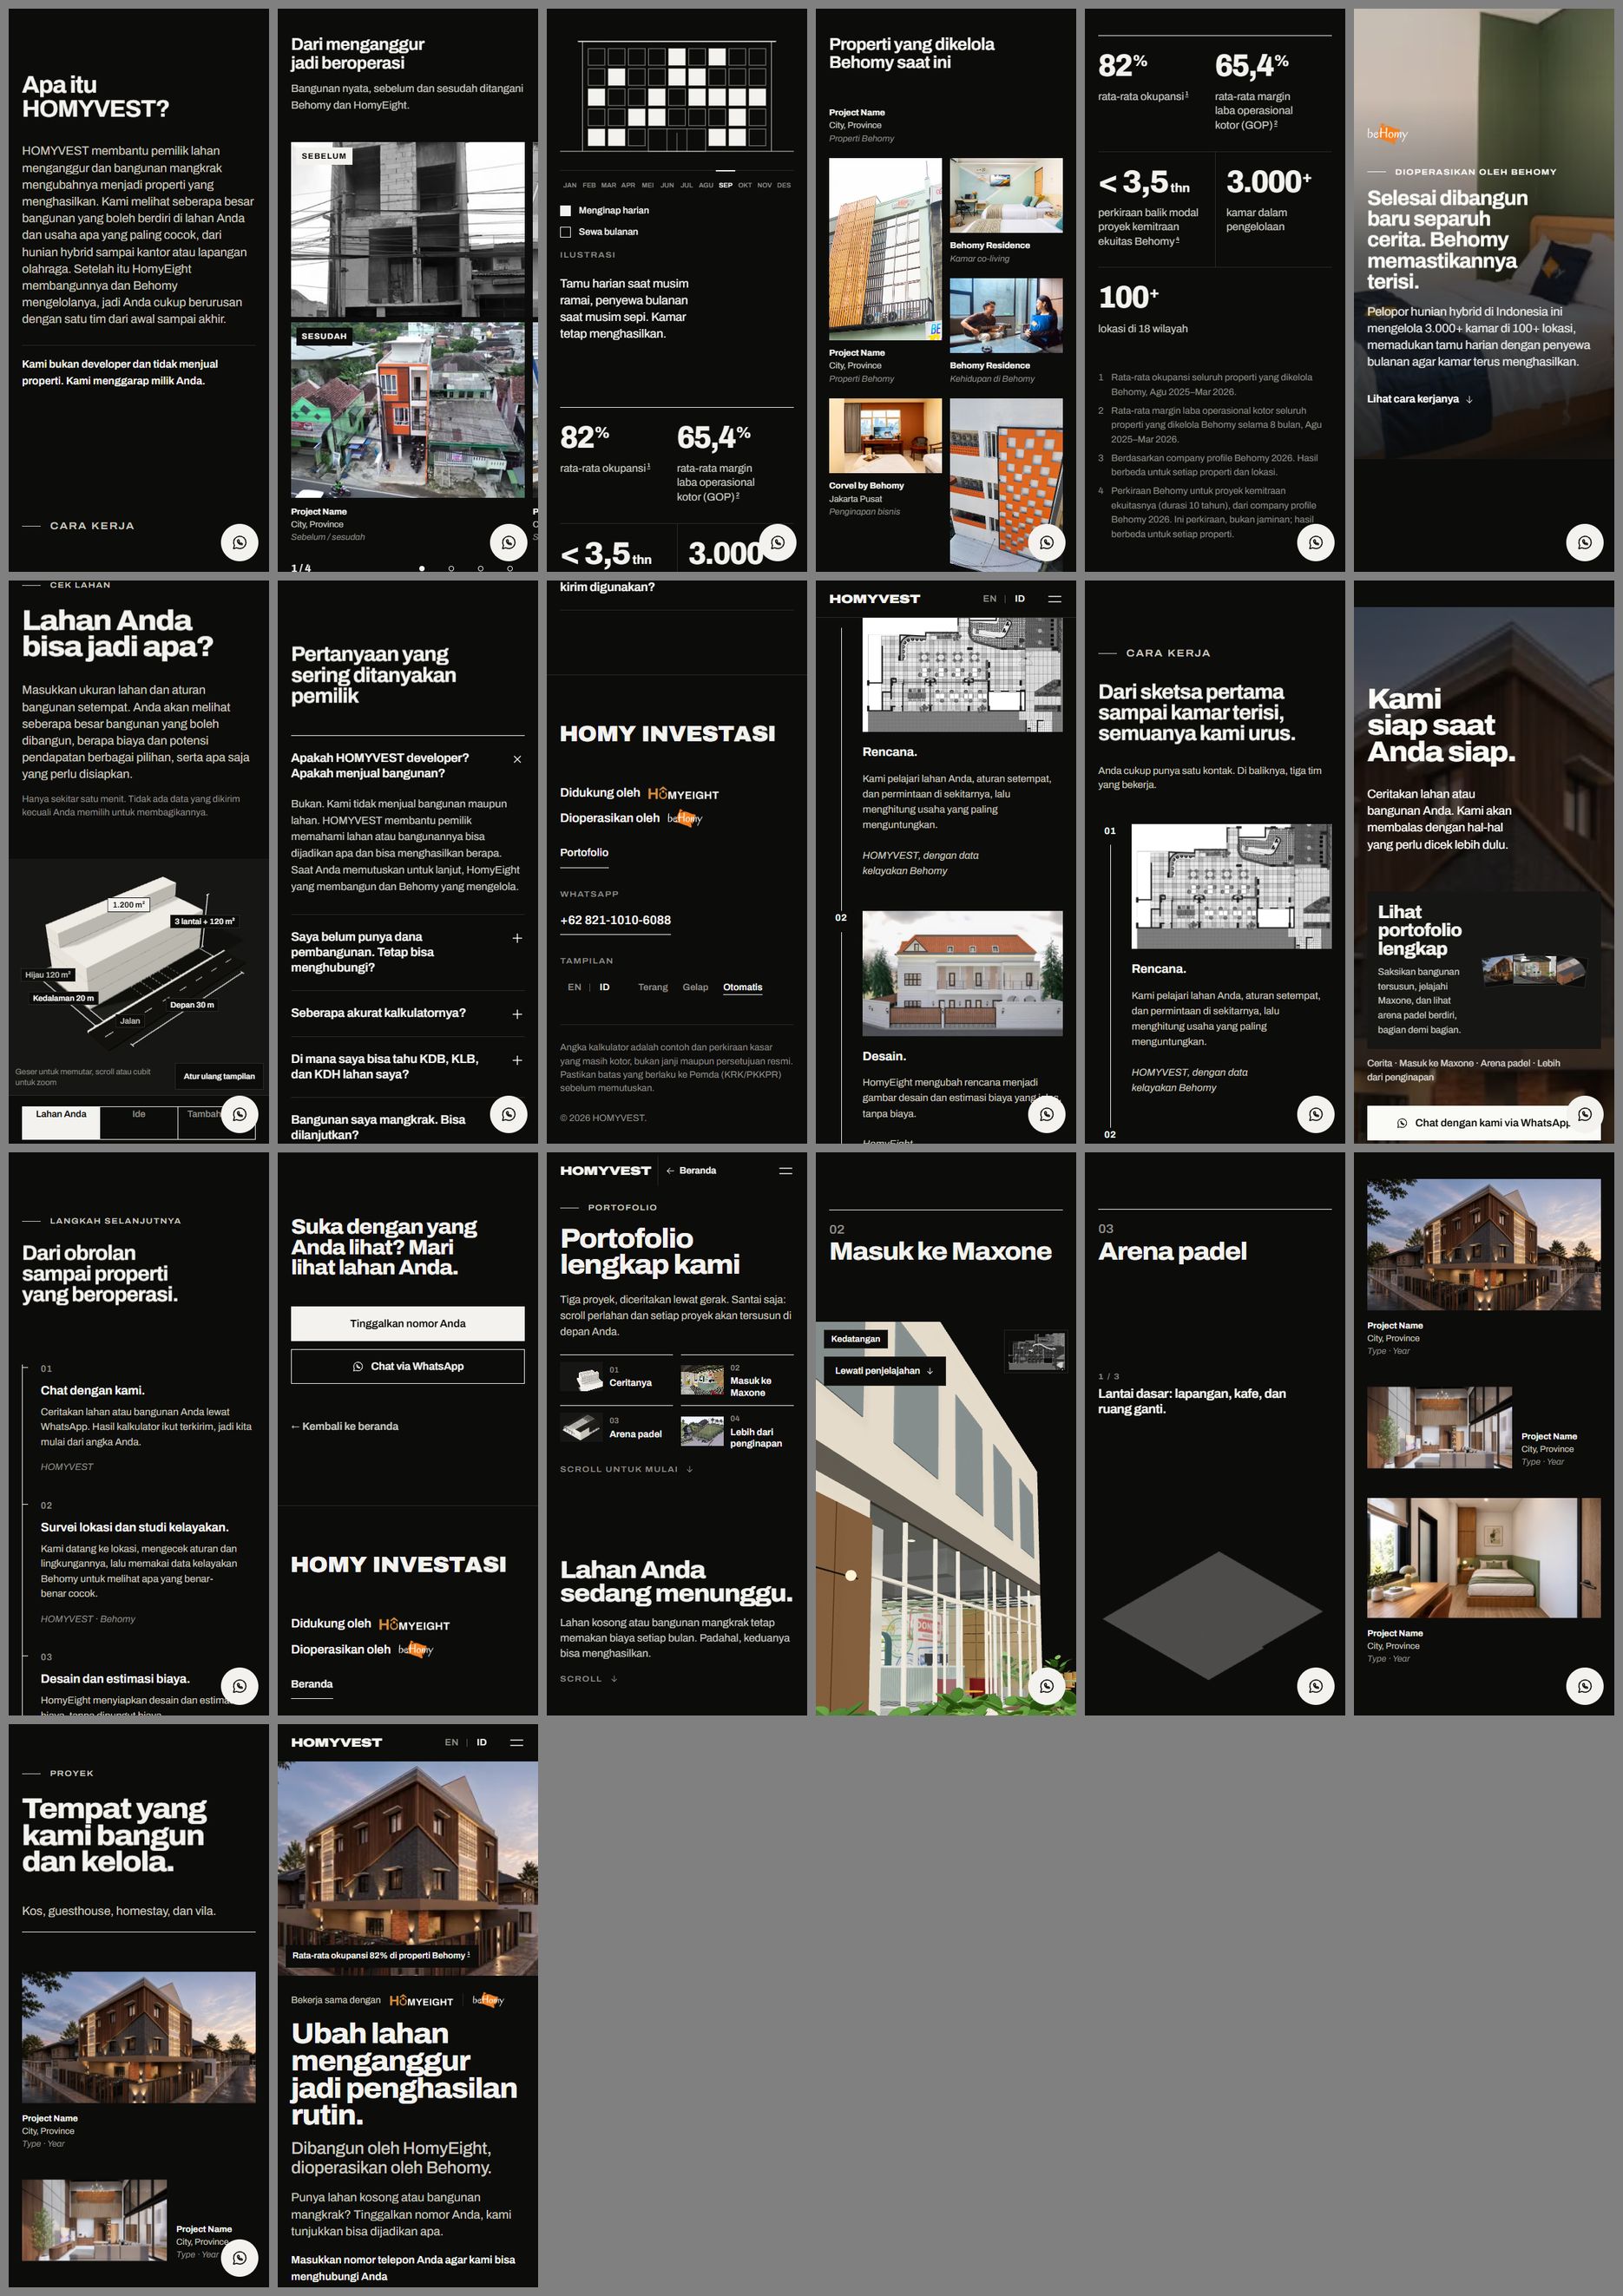 Apa itu
HOMYVEST?
HOMYVEST membantu pemilik lahan
menganggur dan bangunan mangkrak
mengubahnya menjadi properti yang
menghasilkan. Kami melihat seberapa besar
bangunan yang boleh berdiri di lahan Anda
dan usaha apa yang paling cocok, dari
hunian hybrid sampai kantor atau lapangan
olahraga. Setelah itu HomyEight
membangunnya dan Behomy
mengelolanya, jadi Anda cukup berurusan
dengan satu tim dari awal sampai akhir.
Kami bukan developer dan tidak menjual
properti. Kami menggarap milik Anda.
CARA KERJA
Dari menganggur
jadi beroperasi
Bangunan nyata, sebelum dan sesudah ditangani
Behomy dan HomyEight.
SEBELUM
SESUDAH
Project Name
City, Province
Sebelum / sesudah
1 / 4
JAN FEB MAR APR MEI JUN JUL AGU SEP OKT NOV DES
Menginap harian
Sewa bulanan
ILUSTRASI
Tamu harian saat musim
ramai, penyewa bulanan
saat musim sepi. Kamar
tetap menghasilkan.
82%
rata-rata okupansi 1
65,4%
rata-rata margin
laba operasional
kotor (GOP) 2
< 3,5 thn
3.000
Properti yang dikelola
Behomy saat ini
Project Name
City, Province
Properti Behomy
Behomy Residence
Kamar co-living
Project Name
City, Province
Properti Behomy
Behomy Residence
Kehidupan di Behomy
Corvel by Behomy
Jakarta Pusat
Penginapan bisnis
82%
rata-rata okupansi 1
65,4%
rata-rata margin
laba operasional
kotor (GOP) 2
< 3,5 thn
perkiraan balik modal
proyek kemitraan
ekuitas Behomy 4
3.000+
kamar dalam
pengelolaan
100+
lokasi di 18 wilayah
1 Rata-rata okupansi seluruh properti yang dikelola
Behomy, Agu 2025–Mar 2026.
2 Rata-rata margin laba operasional kotor seluruh
properti yang dikelola Behomy selama 8 bulan, Agu
2025–Mar 2026.
3 Berdasarkan company profile Behomy 2026. Hasil
berbeda untuk setiap properti dan lokasi.
4 Perkiraan Behomy untuk proyek kemitraan
ekuitasnya (durasi 10 tahun), dari company profile
Behomy 2026. Ini perkiraan, bukan jaminan; hasil
berbeda untuk setiap properti.
beHomy
DIOPERASIKAN OLEH BEHOMY
Selesai dibangun
baru separuh
cerita. Behomy
memastikannya
terisi.
Pelopor hunian hybrid di Indonesia ini
mengelola 3.000+ kamar di 100+ lokasi,
memadukan tamu harian dengan penyewa
bulanan agar kamar terus menghasilkan.
Lihat cara kerjanya ↓
CEK LAHAN
Lahan Anda
bisa jadi apa?
Masukkan ukuran lahan dan aturan
bangunan setempat. Anda akan melihat
seberapa besar bangunan yang boleh
dibangun, berapa biaya dan potensi
pendapatan berbagai pilihan, serta apa saja
yang perlu disiapkan.
Hanya sekitar satu menit. Tidak ada data yang dikirim
kecuali Anda memilih untuk membagikannya.
1.200 m²
3 lantai + 120 m²
Hijau 120 m²
Kedalaman 20 m
Depan 30 m
Jalan
Geser untuk memutar, scroll atau cubit
untuk zoom
Atur ulang tampilan
Lahan Anda
Ide
Tambah
Pertanyaan yang
sering ditanyakan
pemilik
Apakah HOMYVEST developer?
Apakah menjual bangunan?
Bukan. Kami tidak menjual bangunan maupun
lahan. HOMYVEST membantu pemilik
memahami lahan atau bangunannya bisa
dijadikan apa dan bisa menghasilkan berapa.
Saat Anda memutuskan untuk lanjut, HomyEight
yang membangun dan Behomy yang mengelola.
Saya belum punya dana
pembangunan. Tetap bisa
menghubungi?
Seberapa akurat kalkulatornya?
Di mana saya bisa tahu KDB, KLB,
dan KDH lahan saya?
Bangunan saya mangkrak. Bisa
dilanjutkan?
kirim digunakan?
HOMY INVESTASI
Didukung oleh HOMYEIGHT
Dioperasikan oleh beHomy
Portofolio
WHATSAPP
+62 821-1010-6088
TAMPILAN
EN | ID Terang Gelap Otomatis
Angka kalkulator adalah contoh dan perkiraan kasar
yang masih kotor, bukan janji maupun persetujuan resmi.
Pastikan batas yang berlaku ke Pemda (KRK/PKKPR)
sebelum memutuskan.
© 2026 HOMYVEST.
HOMYVEST EN | ID
Rencana.
Kami pelajari lahan Anda, aturan setempat,
dan permintaan di sekitarnya, lalu
menghitung usaha yang paling
menguntungkan.
HOMYVEST, dengan data
kelayakan Behomy
02
Desain.
HomyEight mengubah rencana menjadi
gambar desain dan estimasi biaya yang jelas,
tanpa biaya.
HomyEight
CARA KERJA
Dari sketsa pertama
sampai kamar terisi,
semuanya kami urus.
Anda cukup punya satu kontak. Di baliknya, tiga tim
yang bekerja.
01
Rencana.
Kami pelajari lahan Anda, aturan setempat,
dan permintaan di sekitarnya, lalu
menghitung usaha yang paling
menguntungkan.
HOMYVEST, dengan data
kelayakan Behomy
02
Kami
siap saat
Anda siap.
Ceritakan lahan atau
bangunan Anda. Kami akan
membalas dengan hal-hal
yang perlu dicek lebih dulu.
Lihat
portofolio
lengkap
Saksikan bangunan
tersusun, jelajahi
Maxone, dan lihat
arena padel berdiri,
bagian demi bagian.
Cerita · Masuk ke Maxone · Arena padel · Lebih
dari penginapan
Chat dengan kami via WhatsApp
LANGKAH SELANJUTNYA
Dari obrolan
sampai properti
yang beroperasi.
01
Chat dengan kami.
Ceritakan lahan atau bangunan Anda lewat
WhatsApp. Hasil kalkulator ikut terkirim, jadi kita
mulai dari angka Anda.
HOMYVEST
02
Survei lokasi dan studi kelayakan.
Kami datang ke lokasi, mengecek aturan dan
lingkungannya, lalu memakai data kelayakan
Behomy untuk melihat apa yang benar-
benar cocok.
HOMYVEST · Behomy
03
Desain dan estimasi biaya.
HomyEight menyiapkan desain dan estimasi
biaya, tanpa dipungut biaya.
Suka dengan yang
Anda lihat? Mari
lihat lahan Anda.
Tinggalkan nomor Anda
Chat via WhatsApp
← Kembali ke beranda
HOMY INVESTASI
Didukung oleh HOMYEIGHT
Dioperasikan oleh beHomy
Beranda
HOMYVEST ← Beranda
PORTOFOLIO
Portofolio
lengkap kami
Tiga proyek, diceritakan lewat gerak. Santai saja:
scroll perlahan dan setiap proyek akan tersusun di
depan Anda.
01
Ceritanya
02
Masuk ke
Maxone
03
Arena padel
04
Lebih dari
penginapan
SCROLL UNTUK MULAI ↓
Lahan Anda
sedang menunggu.
Lahan kosong atau bangunan mangkrak tetap
memakan biaya setiap bulan. Padahal, keduanya
bisa menghasilkan.
SCROLL ↓
02
Masuk ke Maxone
Kedatangan
Lewati penjelajahan ↓
03
Arena padel
1 / 3
Lantai dasar: lapangan, kafe, dan
ruang ganti.
Project Name
City, Province
Type · Year
Project Name
City, Province
Type · Year
Project Name
City, Province
Type · Year
PROYEK
Tempat yang
kami bangun
dan kelola.
Kos, guesthouse, homestay, dan vila.
Project Name
City, Province
Type · Year
Project Name
City, Province
Type · Year
HOMYVEST EN | ID
Rata-rata okupansi 82% di properti Behomy 1
Bekerja sama dengan HOMYEIGHT beHomy
Ubah lahan
menganggur
jadi penghasilan
rutin.
Dibangun oleh HomyEight,
dioperasikan oleh Behomy.
Punya lahan kosong atau bangunan
mangkrak? Tinggalkan nomor Anda, kami
tunjukkan bisa dijadikan apa.
Masukkan nomor telepon Anda agar kami bisa
menghubungi Anda